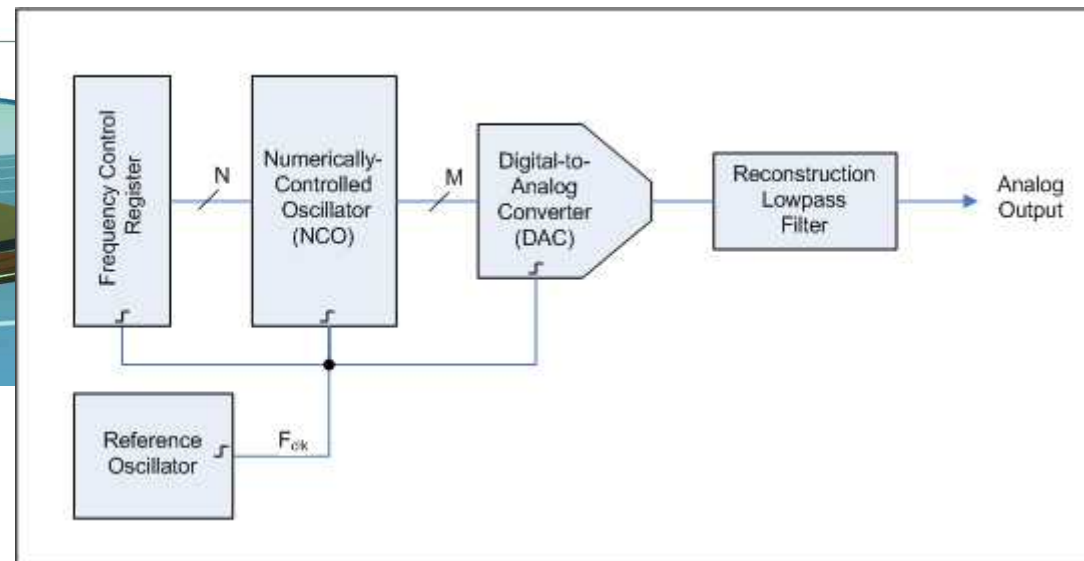 Frequency Control
Register
N
Numerically-
Controlled
Oscillator
(NCO)
M
Digital-to-
Analog
Converter
(DAC)
Reconstruction
Lowpass
Filter
Analog
Output
Reference
Oscillator
Fclk